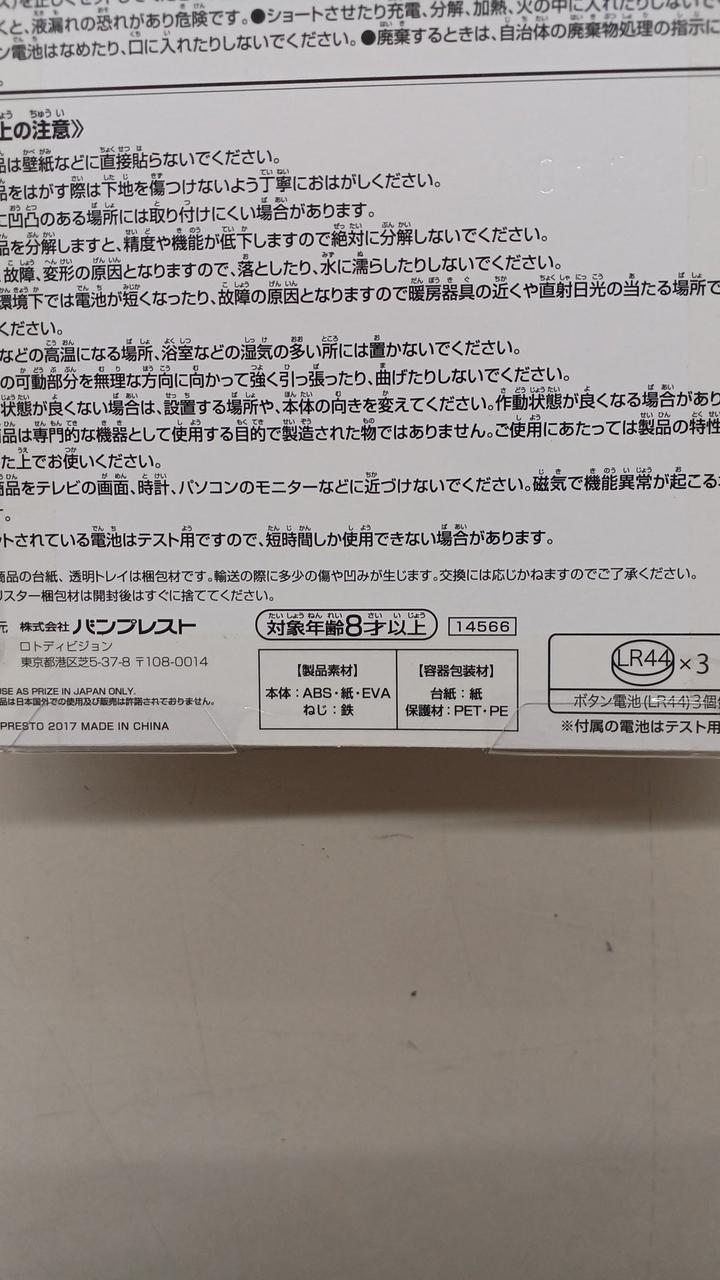 くと、液漏れの恐れがあり危険です。●ショートさせたり充電、分解、加熱、火の中に入れたりしないで
ン電池はなめたり、口に入れたりしないでください。●廃棄するときは、自治体の廃棄物処理の指示に
。
上の注意》
品は壁紙などに直接貼らないでください。
品をはがす際は下地を傷つけないよう丁寧におはがしください。
に凹凸のある場所には取り付けにくい場合があります。
品を分解しますと、精度や機能が低下しますので絶対に分解しないでください。
故障、変形の原因となりますので、落としたり、水に濡らしたりしないでください。
環境下では電池が短くなったり、故障の原因となりますので暖房器具の近くや直射日光の当たる場所で
ください。
などの高温になる場所、浴室などの湿気の多い所には置かないでください。
の可動部分を無理な方向に向かって強く引っ張ったり、曲げたりしないでください。
状態が良くない場合は、設置する場所や、本体の向きを変えてください。作動状態が良くなる場合があり
品は専門的な機器として使用する目的で製造された物ではありません。ご使用にあたっては製品の特性
た上でお使いください。
商品をテレビの画面、時計、パソコンのモニターなどに近づけないでください。磁気で機能異常が起こる
す。
ットされている電池はテスト用ですので、短時間しか使用できない場合があります。
商品の台紙、透明トレイは梱包材です。輸送の際に多少の傷や凹みが生じます。交換には応じかねますのでご了承ください。
リスター梱包材は開封後はすぐに捨ててください。
元 株式会社バンプレスト
ロトディビジョン
東京都港区芝5-37-8 〒108-0014
USE AS PRIZE IN JAPAN ONLY.
品は日本国外での使用及び販売は許諾されておりません。
PRESTO 2017 MADE IN CHINA
対象年齢8才以上
14566
【製品素材】
本体：ABS・紙・EVA
ねじ：鉄
【容器包装材】
台紙：紙
保護材：PET・PE
LR44×3
ボタン電池(LR44)3個
※付属の電池はテスト用